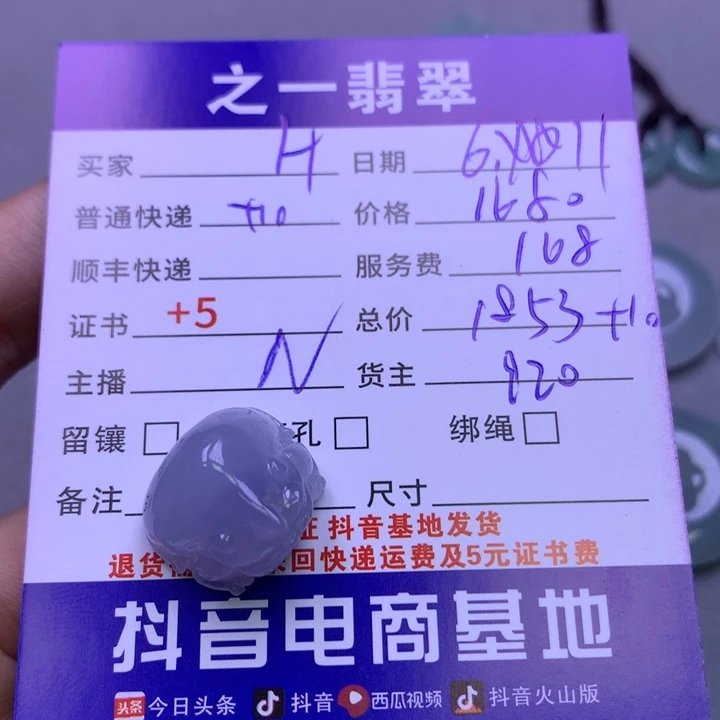 之一翡翠
买家 H 日期 6.11
普通快递 +10 价格 1680
顺丰快递 服务费 168
证书 +5 总价 1853+10
主播 N 货主 920
留镶 孔 绑绳
备注 尺寸
证 抖音基地发货
退货 回快递运费及5元证书费
抖音电商基地
头条 今日头条 抖音 西瓜视频 抖音火山版